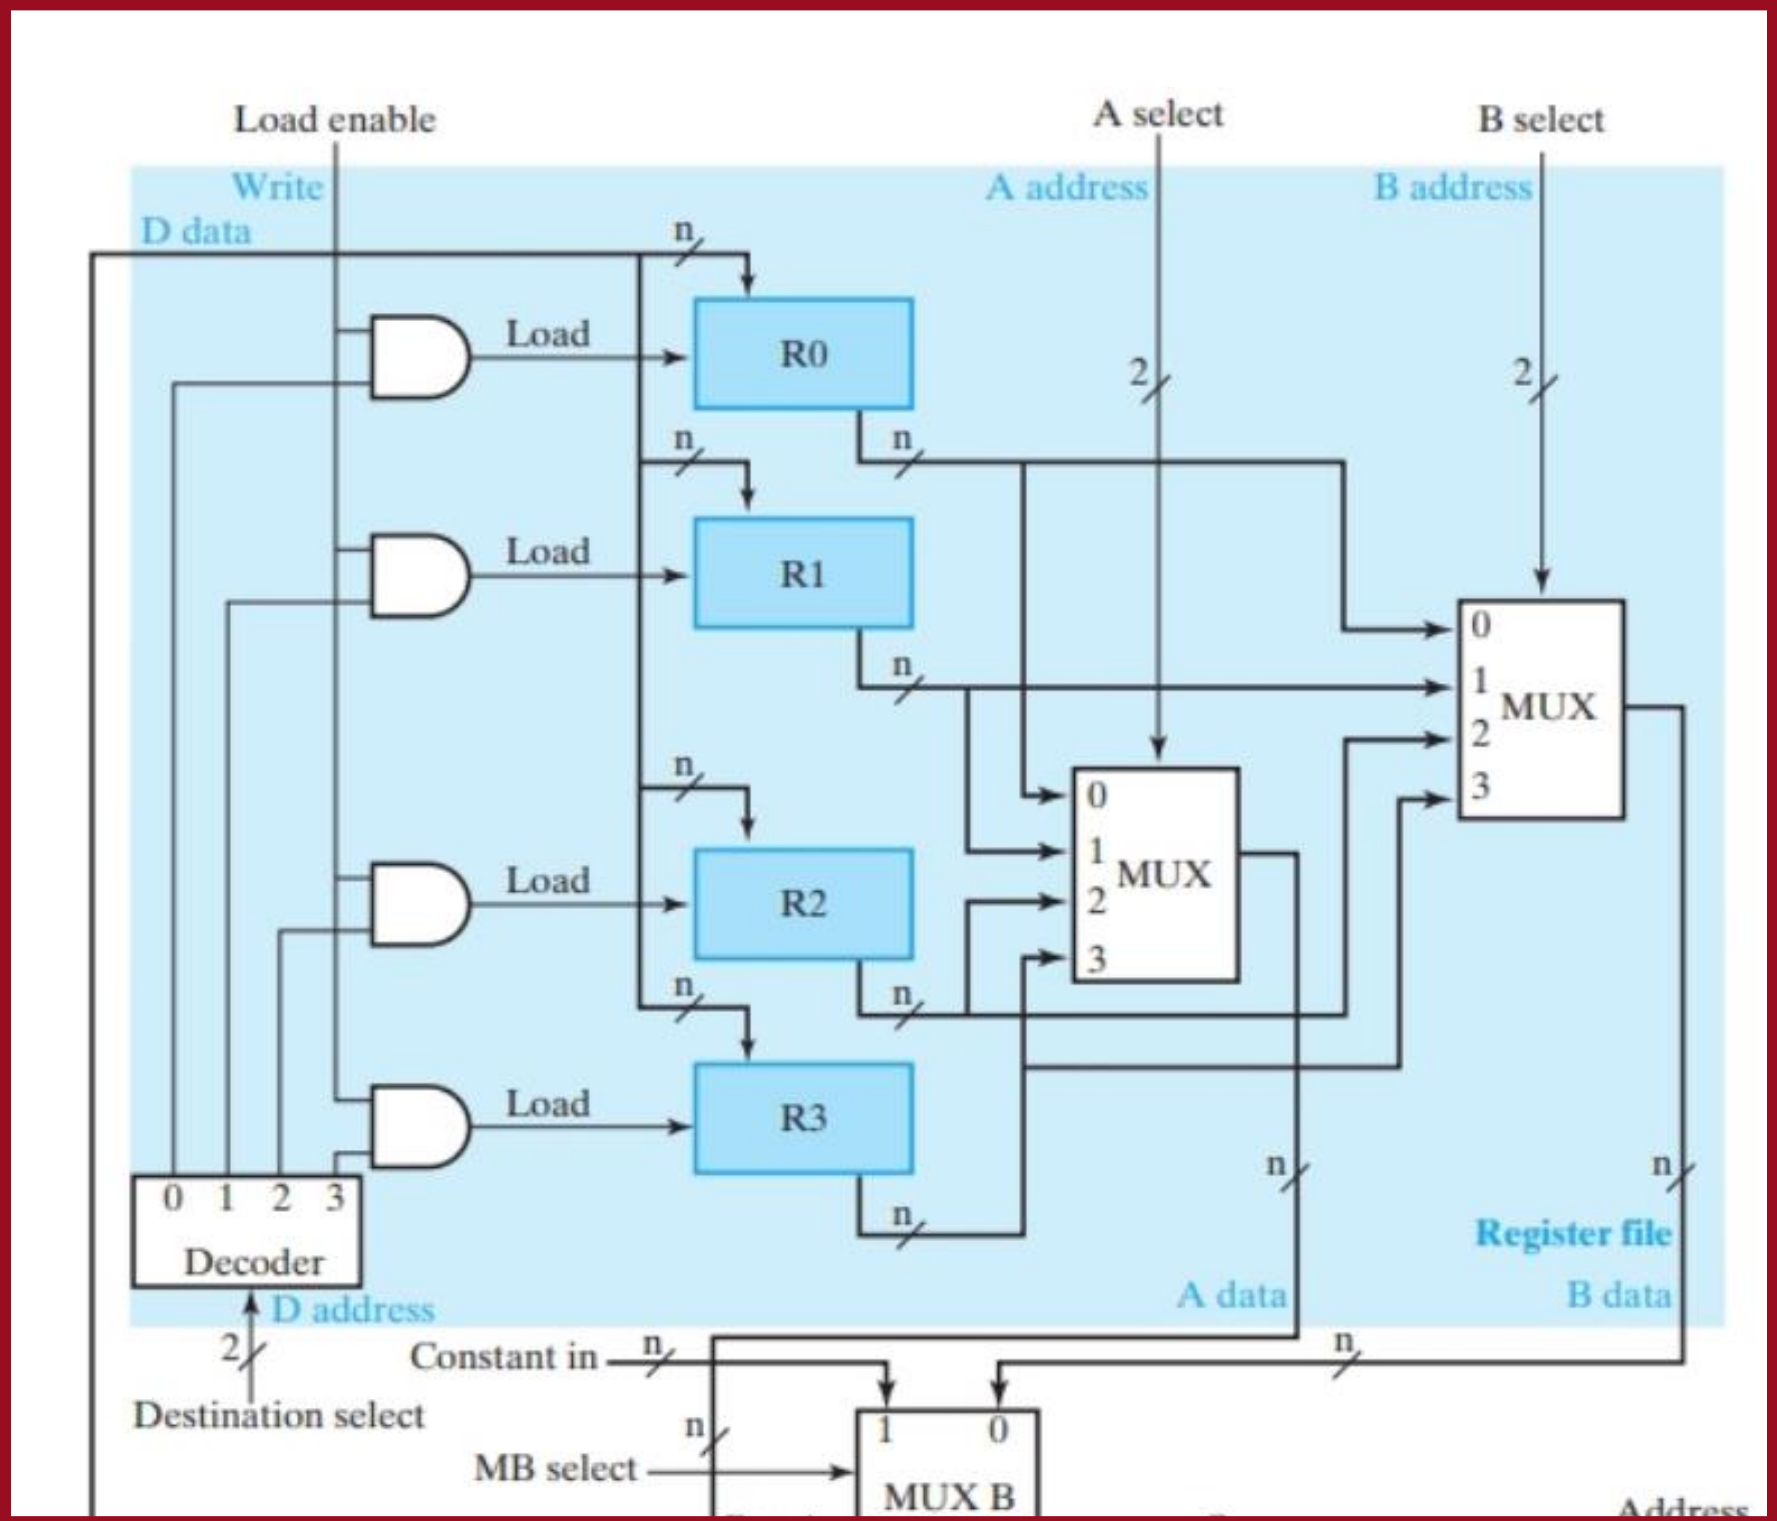 Load enable
A select
B select
Write
A address
B address
D data
n
Load
R0
2
2
n
n
Load
R1
n
0
1
MUX
2
3
n
0
1
MUX
2
3
Load
R2
n
n
Load
R3
n
n
n
0 1 2 3
Decoder
Register file
D address
A data
B data
2
Constant in
n
n
Destination select
n
1 0
MB select
MUX B
Address